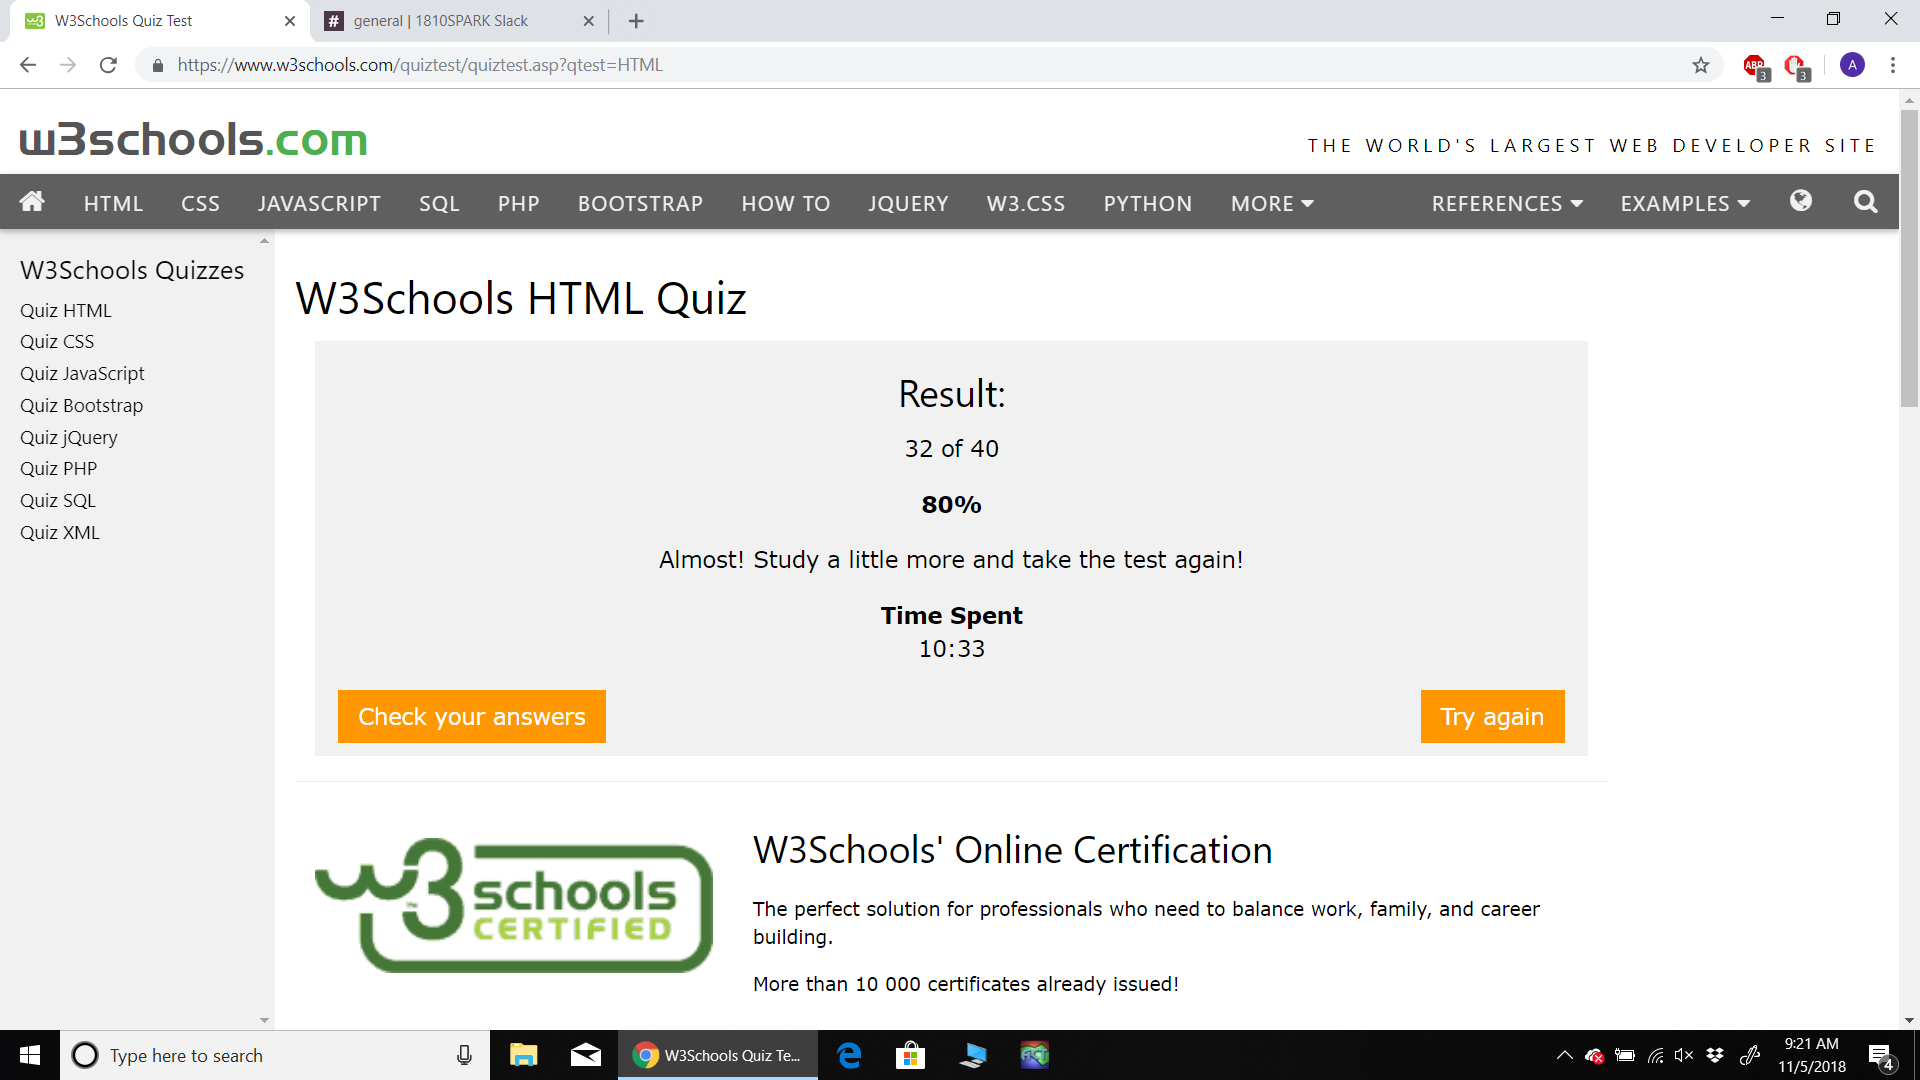 W3Schools Quiz Test
general | 1810SPARK Slack
https://www.w3schools.com/quiztest/quiztest.asp?qtest=HTML
ABP 3 3 A
w3schools.com
THE WORLD'S LARGEST WEB DEVELOPER SITE
HTML CSS JAVASCRIPT SQL PHP BOOTSTRAP HOW TO JQUERY W3.CSS PYTHON MORE REFERENCES EXAMPLES
W3Schools Quizzes
Quiz HTML
Quiz CSS
Quiz JavaScript
Quiz Bootstrap
Quiz jQuery
Quiz PHP
Quiz SQL
Quiz XML
W3Schools HTML Quiz
Result:
32 of 40
80%
Almost! Study a little more and take the test again!
Time Spent
10:33
Check your answers
Try again
w3schools
CERTIFIED
W3Schools' Online Certification
The perfect solution for professionals who need to balance work, family, and career
building.
More than 10 000 certificates already issued!
Type here to search
W3Schools Quiz Te...
ACT
9:21 AM
11/5/2018
4